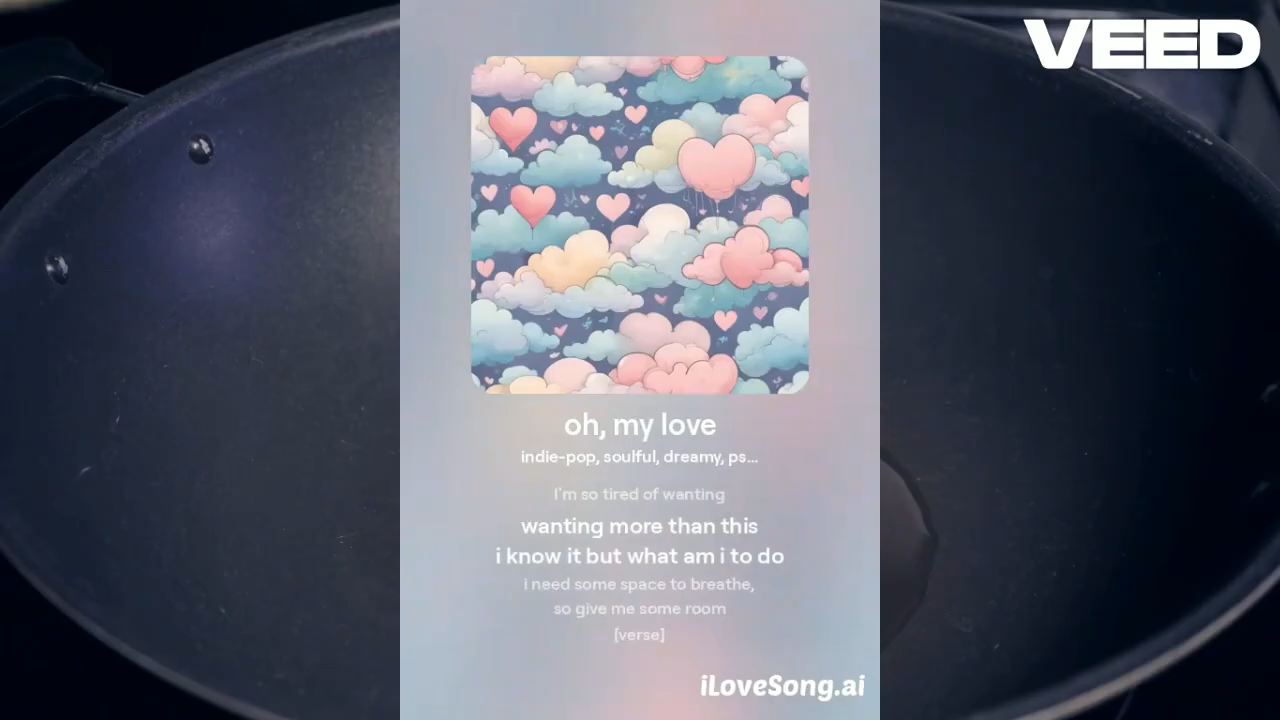 VEED
oh, my love
indie-pop, soulful, dreamy, ps...
I'm so tired of wanting
wanting more than this
i know it but what am i to do
i need some space to breathe,
so give me some room
[verse]
iLoveSong.ai